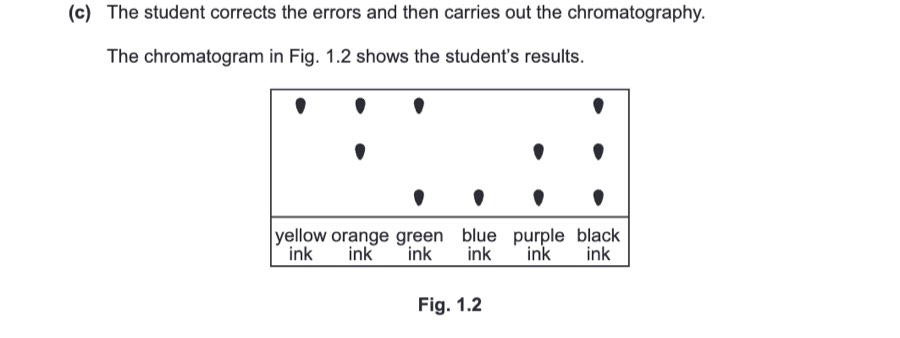 (c) The student corrects the errors and then carries out the chromatography.
The chromatogram in Fig. 1.2 shows the student's results.
yellow orange green blue purple black
ink ink ink ink ink ink
Fig. 1.2